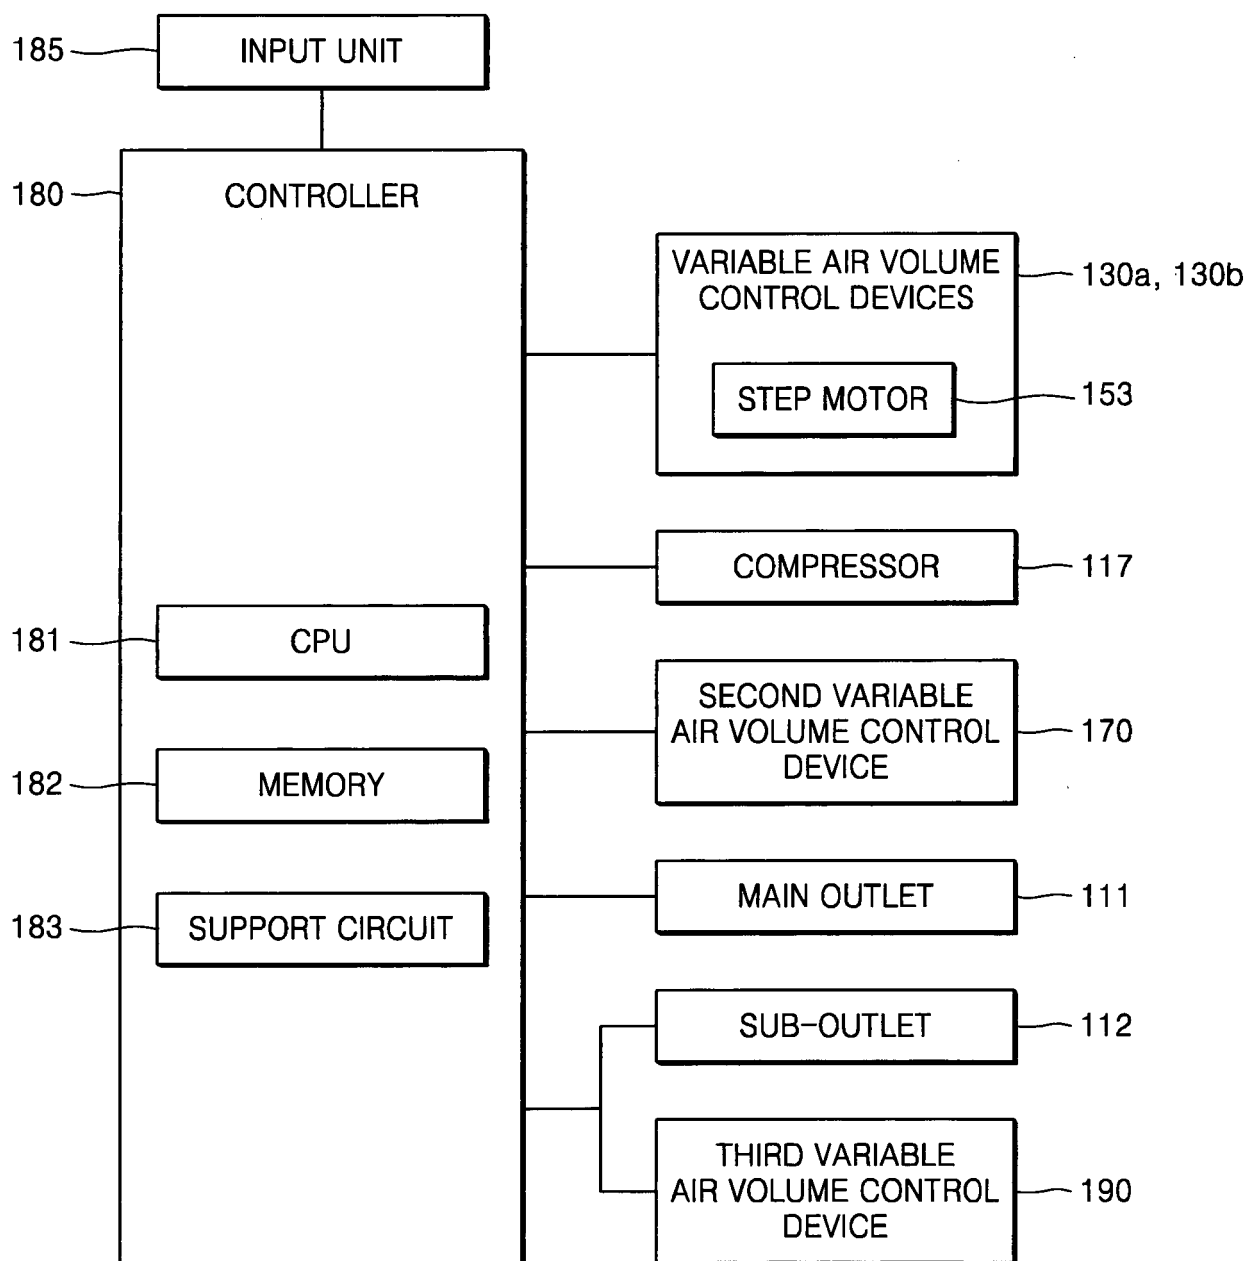 185
INPUT UNIT
180
CONTROLLER
VARIABLE AIR VOLUME
CONTROL DEVICES
130a, 130b
STEP MOTOR
153
COMPRESSOR
117
181
CPU
SECOND VARIABLE
AIR VOLUME CONTROL
DEVICE
170
182
MEMORY
MAIN OUTLET
111
183
SUPPORT CIRCUIT
SUB-OUTLET
112
THIRD VARIABLE
AIR VOLUME CONTROL
DEVICE
190